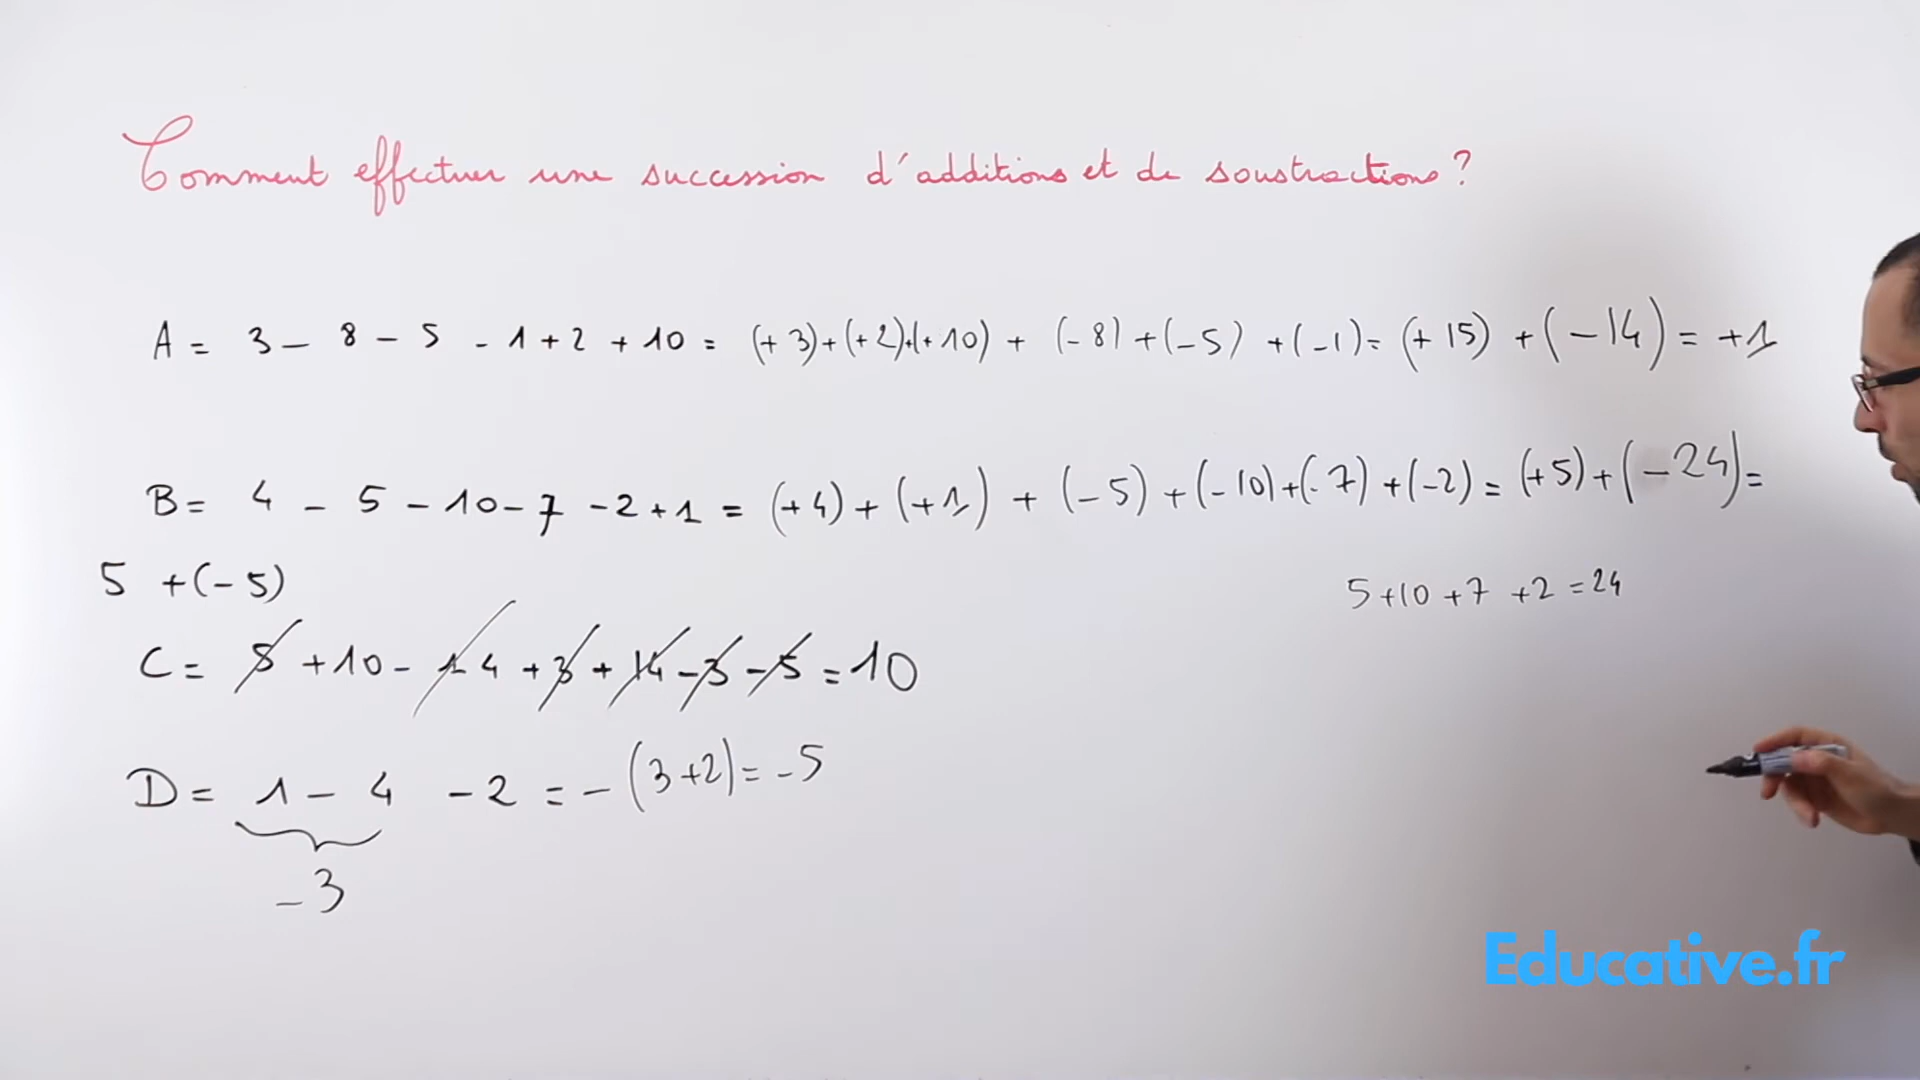 Comment effectuer une succession d'additions et de soustractions ?
A = 3 - 8 - 5 - 1 + 2 + 10 = (+3)+(+2)+(+10) + (-8) +(-5) +(-1)= (+15) +(-14)= +1
B = 4 - 5 - 10 - 7 - 2 + 1 = (+4) + (+1) + (-5) +(-10)+(-7) +(-2)= (+5)+(-24)=
5 +(-5)
5+10+7+2=24
C = 5 +10 - 14 +3 + 14 -3 -5 = 10
D = 1 - 4 - 2 = -(3+2)= -5
-3
Educative.fr